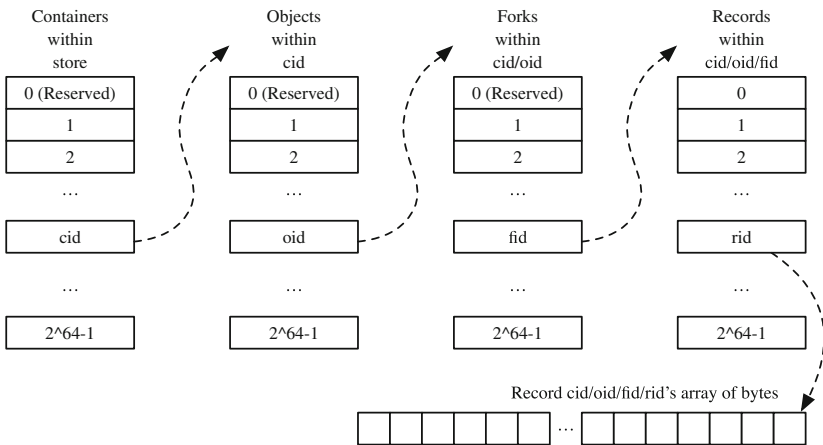 Containers
within
store
0 (Reserved)
1
2
...
cid
...
2^64-1
Objects
within
cid
0 (Reserved)
1
2
...
oid
...
2^64-1
Forks
within
cid/oid
0 (Reserved)
1
2
...
fid
...
2^64-1
Records
within
cid/oid/fid
0
1
2
...
rid
...
2^64-1
Record cid/oid/fid/rid's array of bytes
...